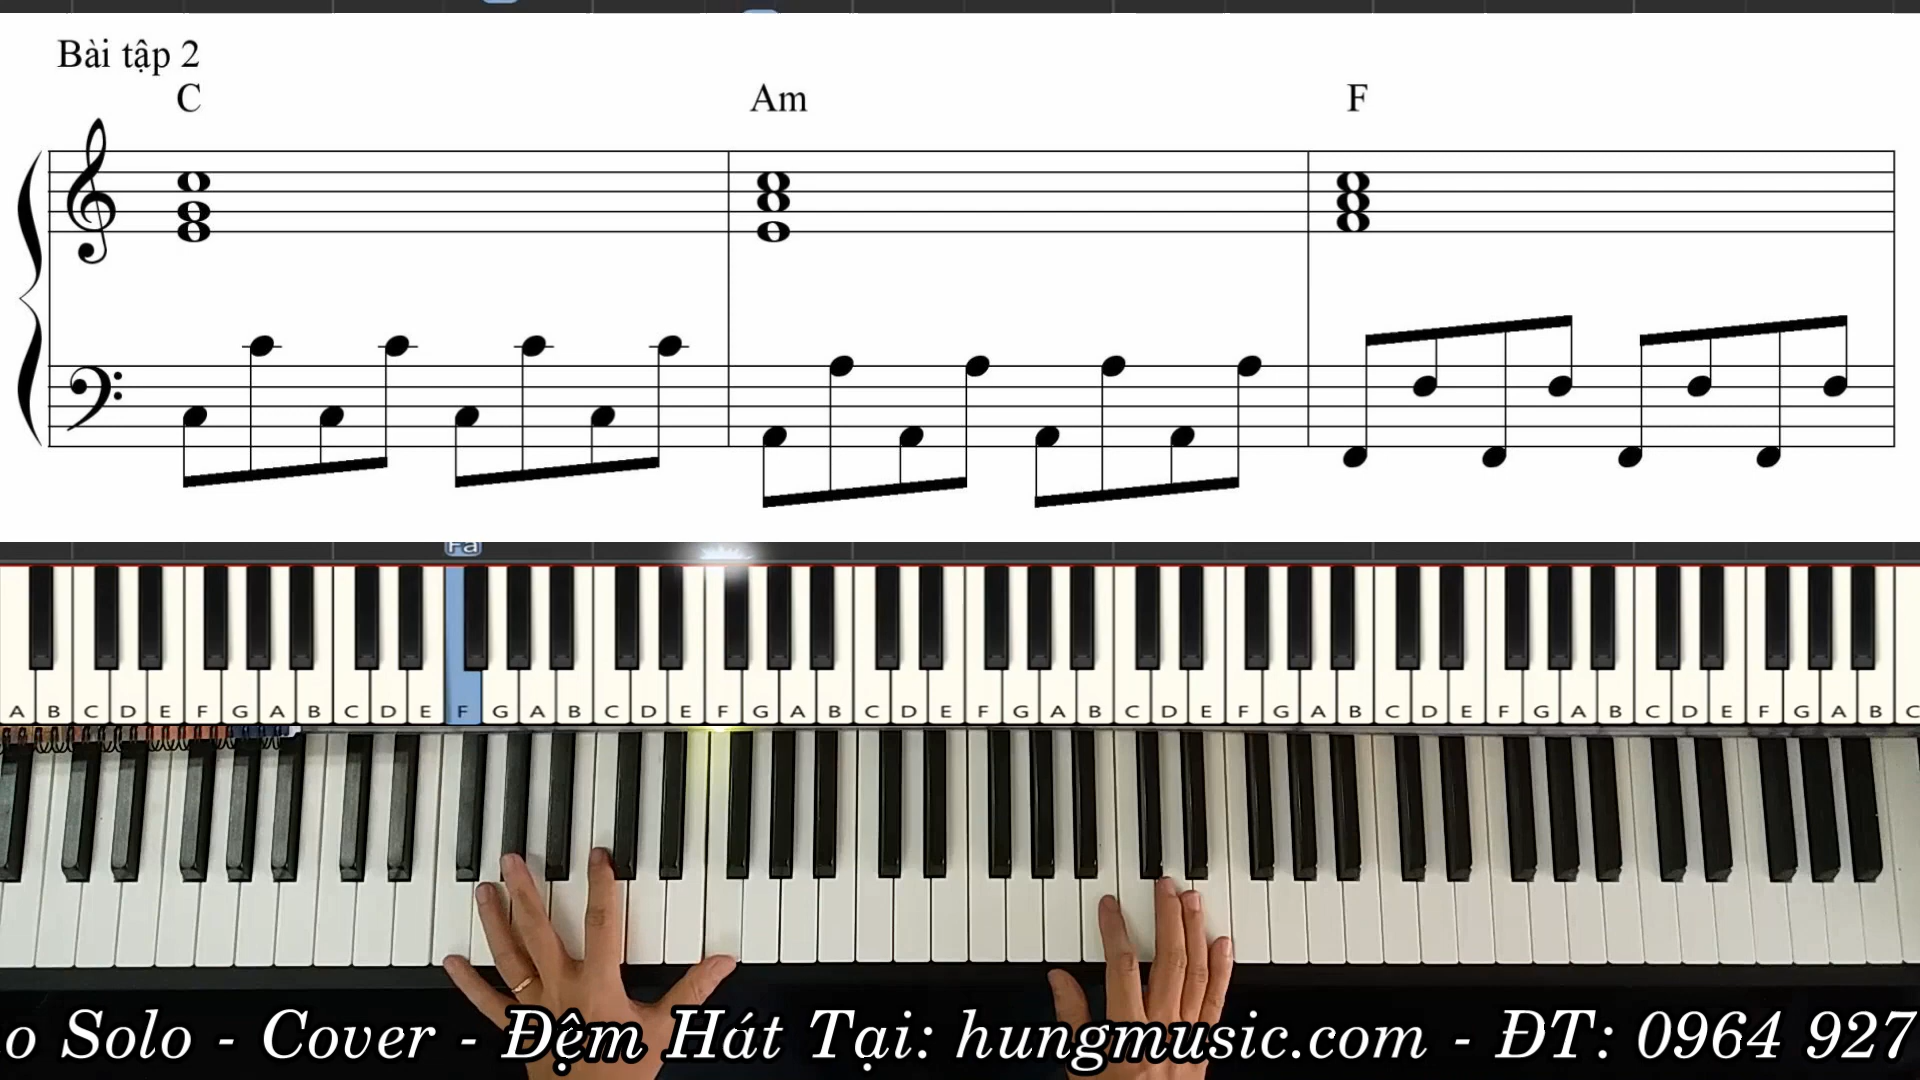 Bài tập 2
C Am F
Fa
A B C D E F G A B C D E F G A B C D E F G A B C D E F G A B C D E F G A B C D E F G A B C D E F G A B C
o Solo - Cover - Đệm Hát Tại: hungmusic.com - ĐT: 0964 927